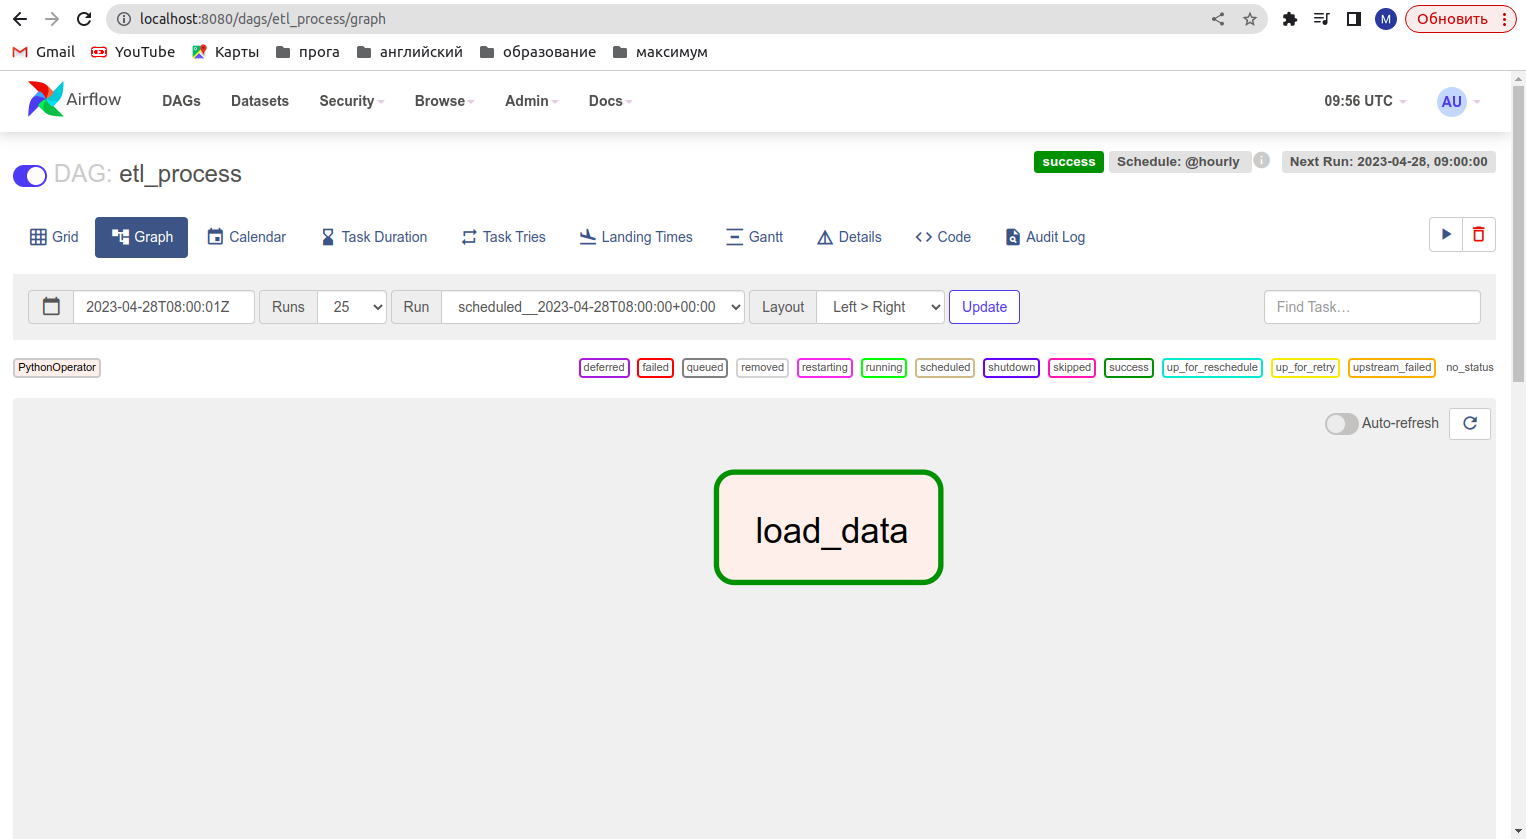 localhost:8080/dags/etl_process/graph
M
Обновить
Gmail YouTube Карты прога английский образование максимум
Airflow DAGs Datasets Security Browse Admin Docs 09:56 UTC AU
DAG: etl_process
success Schedule: @hourly Next Run: 2023-04-28, 09:00:00
Grid Graph Calendar Task Duration Task Tries Landing Times Gantt Details Code Audit Log
2023-04-28T08:00:01Z Runs 25 Run scheduled__2023-04-28T08:00:00+00:00 Layout Left > Right Update Find Task...
PythonOperator deferred failed queued removed restarting running scheduled shutdown skipped success up_for_reschedule up_for_retry upstream_failed no_status
Auto-refresh
load_data